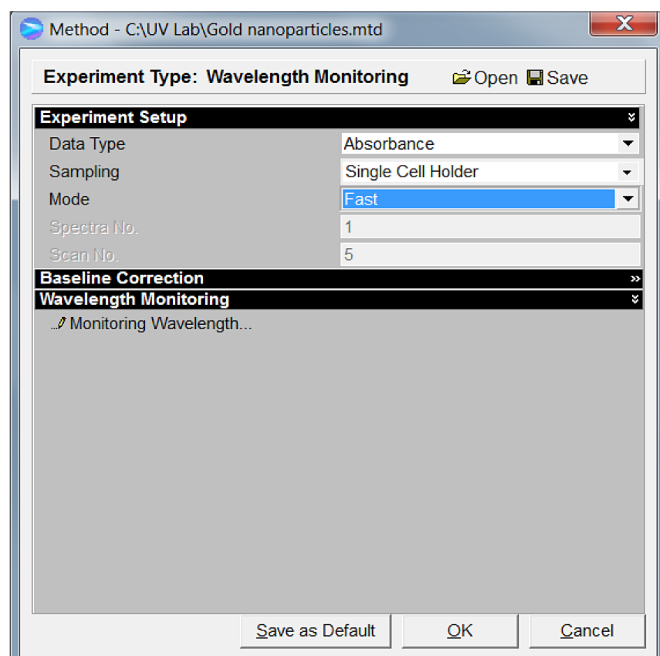 Method - C:\UV Lab\Gold nanoparticles.mtd
Experiment Type: Wavelength Monitoring Open Save
Experiment Setup
Data Type Absorbance
Sampling Single Cell Holder
Mode Fast
Spectra No. 1
Scan No. 5
Baseline Correction
Wavelength Monitoring
Monitoring Wavelength...
Save as Default OK Cancel